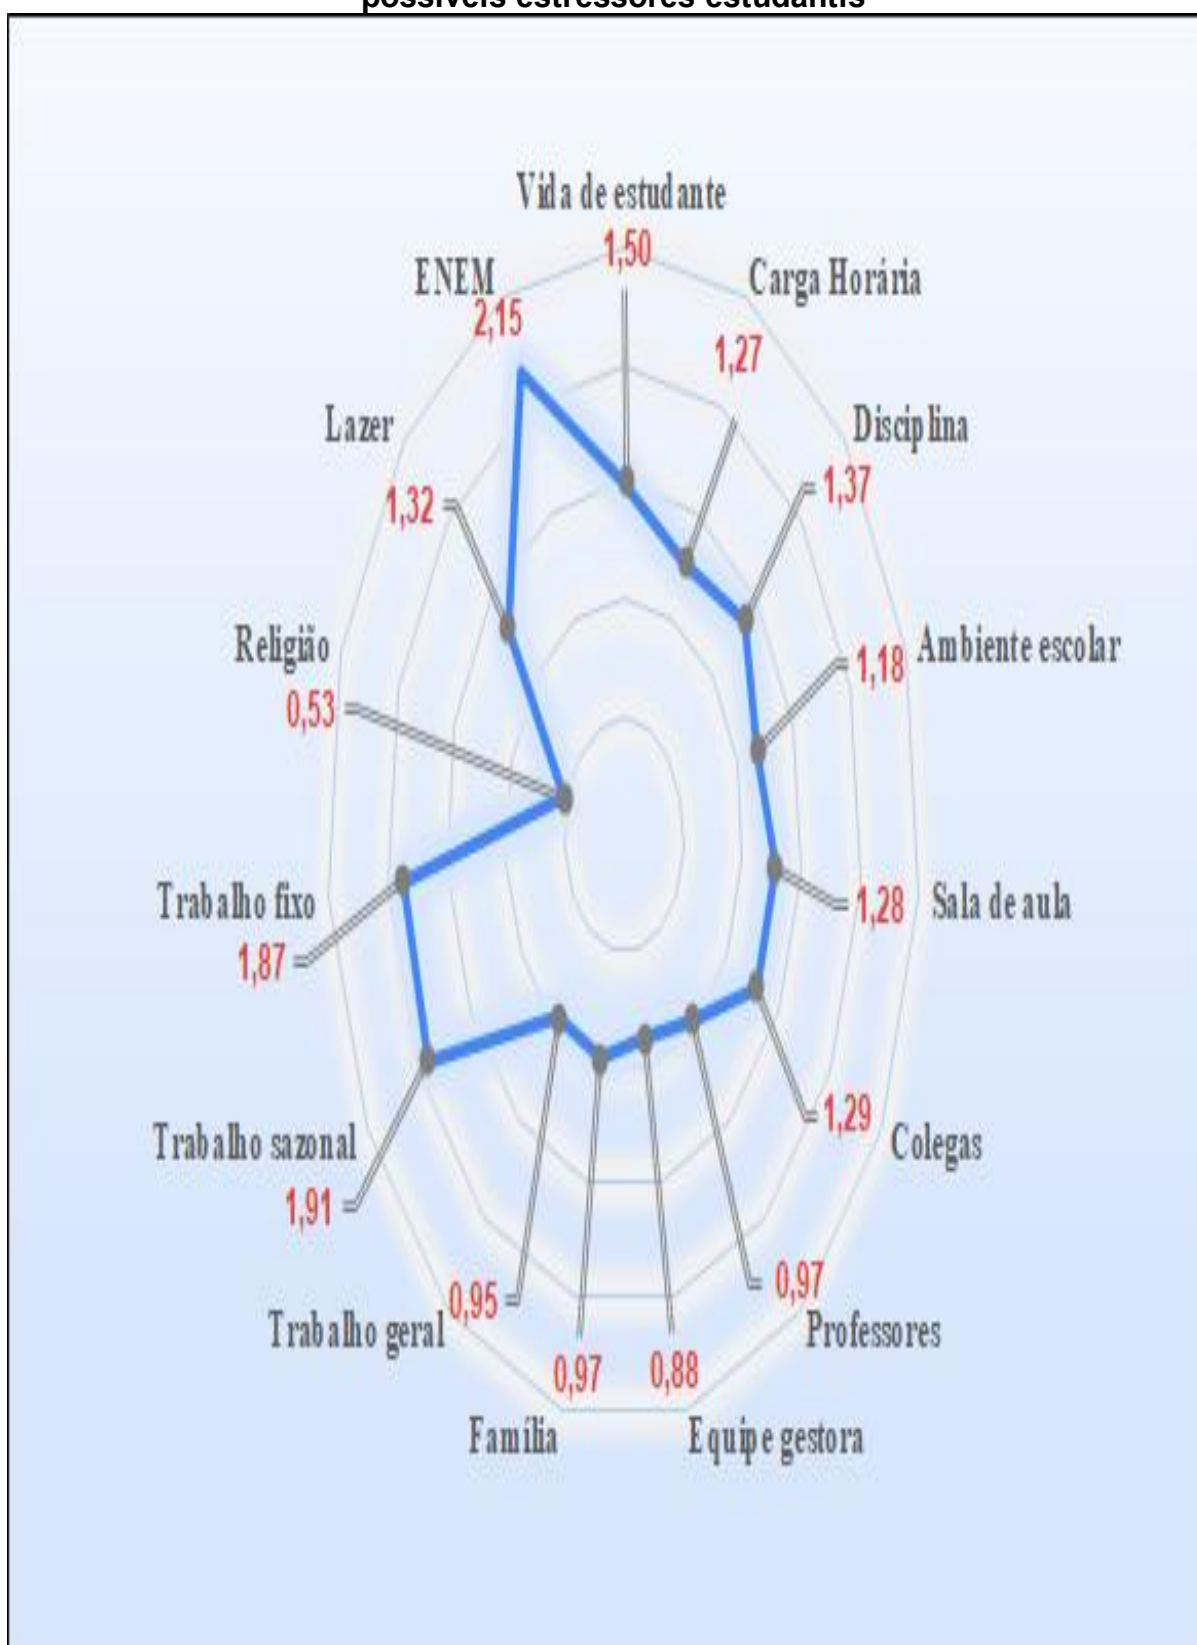 possíveis estressores estudantis
Vida de estudante
1,50
ENEM
2,15
Carga Horária
1,27
Lazer
1,32
Disciplina
1,37
Religião
0,53
Ambiente escolar
1,18
Trabalho fixo
1,87
Sala de aula
1,28
Trabalho sazonal
1,91
Colegas
1,29
Trabalho geral
0,95
Família
0,97
Equipe gestora
0,88
Professores
0,97